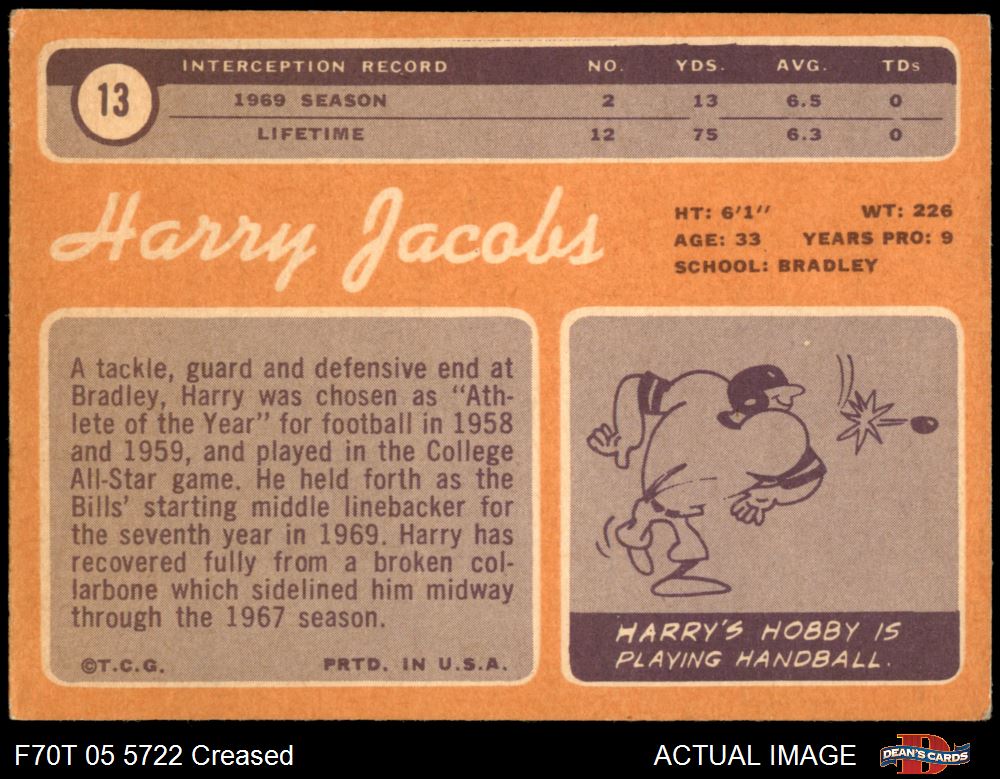 13
INTERCEPTION RECORD NO. YDS. AVG. TDs
1969 SEASON 2 13 6.5 0
LIFETIME 12 75 6.3 0
Harry Jacobs
HT: 6'1" WT: 226
AGE: 33 YEARS PRO: 9
SCHOOL: BRADLEY
A tackle, guard and defensive end at
Bradley, Harry was chosen as "Ath-
lete of the Year" for football in 1958
and 1959, and played in the College
All-Star game. He held forth as the
Bills' starting middle linebacker for
the seventh year in 1969. Harry has
recovered fully from a broken col-
larbone which sidelined him midway
through the 1967 season.
©T.C.G. PRTD. IN U.S.A.
HARRY'S HOBBY IS
PLAYING HANDBALL.
F70T 05 5722 Creased ACTUAL IMAGE
D
DEAN'S CARDS